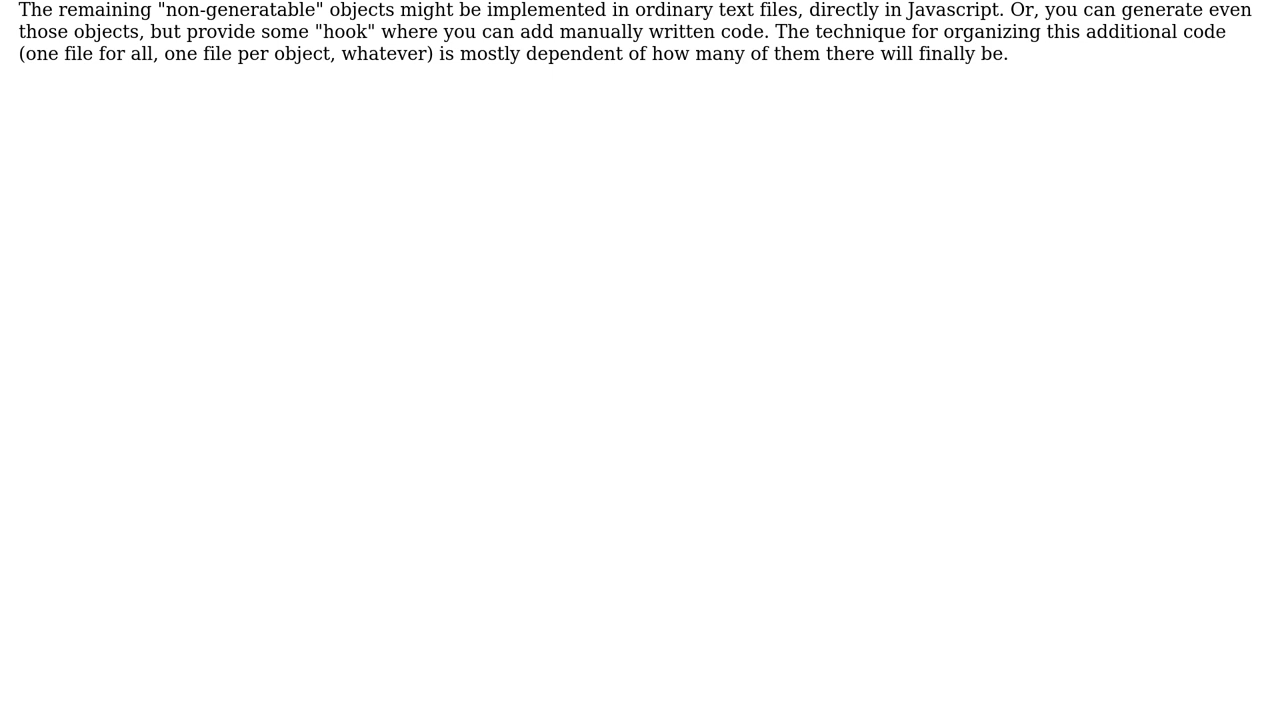 The remaining "non-generatable" objects might be implemented in ordinary text files, directly in Javascript. Or, you can generate even
those objects, but provide some "hook" where you can add manually written code. The technique for organizing this additional code
(one file for all, one file per object, whatever) is mostly dependent of how many of them there will finally be.